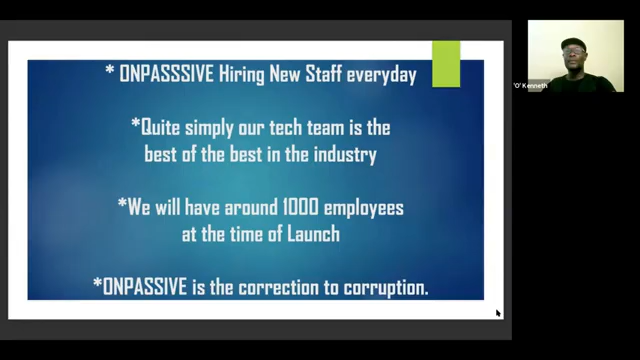 * ONPASSSIVE Hiring New Staff everyday
*Quite simply our tech team is the
best of the best in the industry
*We will have around 1000 employees
at the time of Launch
*ONPASSIVE is the correction to corruption.
'O' Kenneth